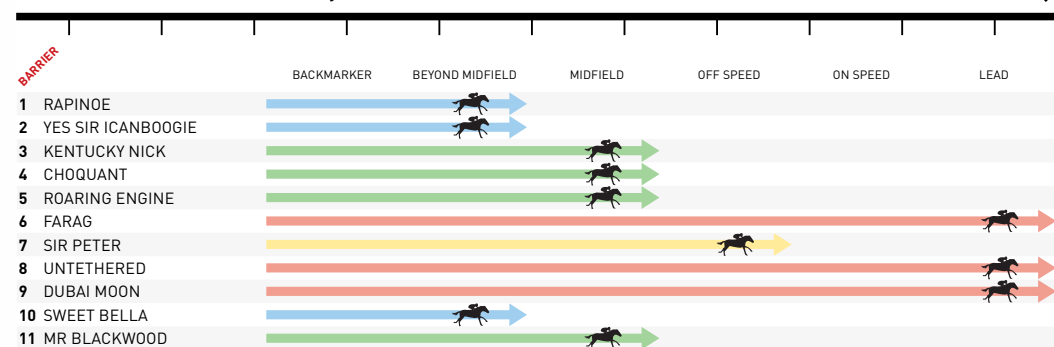 BARRIER
BACKMARKER BEYOND MIDFIELD MIDFIELD OFF SPEED ON SPEED LEAD
1 RAPINOE
2 YES SIR ICANBOOGIE
3 KENTUCKY NICK
4 CHOQUANT
5 ROARING ENGINE
6 FARAG
7 SIR PETER
8 UNTETHERED
9 DUBAI MOON
10 SWEET BELLA
11 MR BLACKWOOD